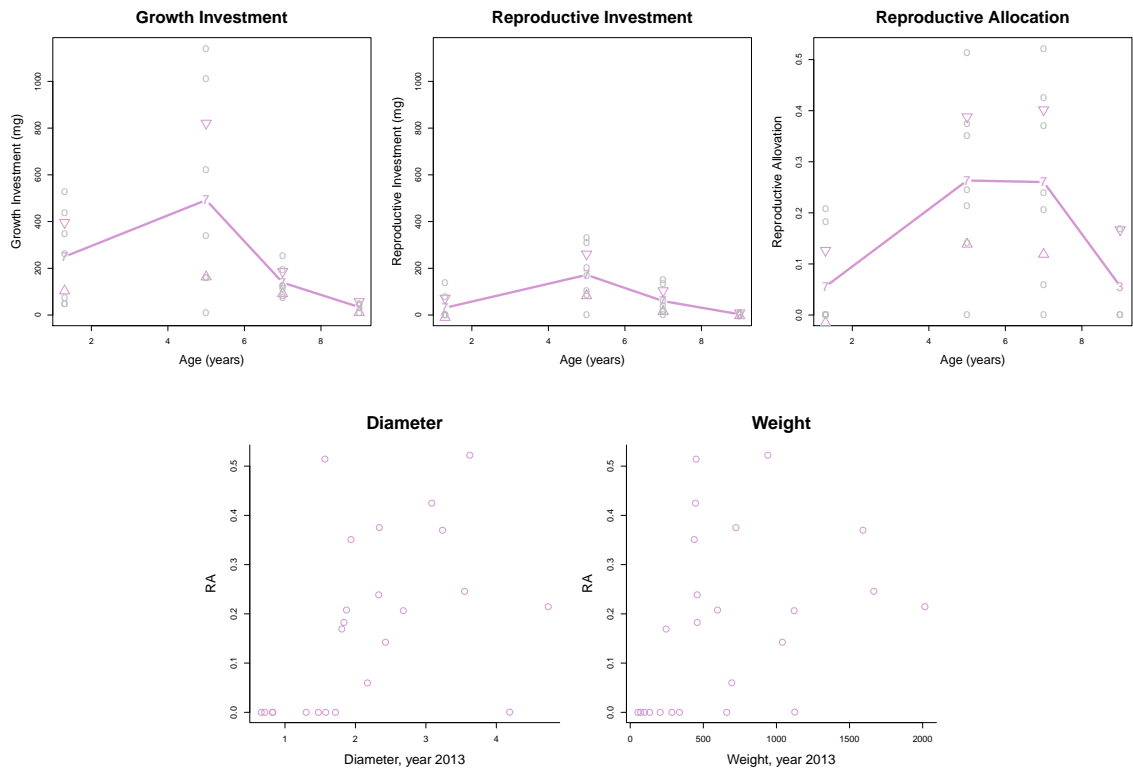 Growth Investment
Reproductive Investment
Reproductive Allocation
Growth Investment (mg)
0 200 400 600 800 1000
7 7 7
2 4 6 8
Age (years)
Reproductive Investment (mg)
0 200 400 600 800 1000
7 7 7
2 4 6 8
Age (years)
Reproductive Allovation
0.0 0.1 0.2 0.3 0.4 0.5
7 7 7 3
2 4 6 8
Age (years)
Diameter
Weight
RA
0.0 0.1 0.2 0.3 0.4 0.5
1 2 3 4
Diameter, year 2013
RA
0.0 0.1 0.2 0.3 0.4 0.5
0 500 1000 1500 2000
Weight, year 2013